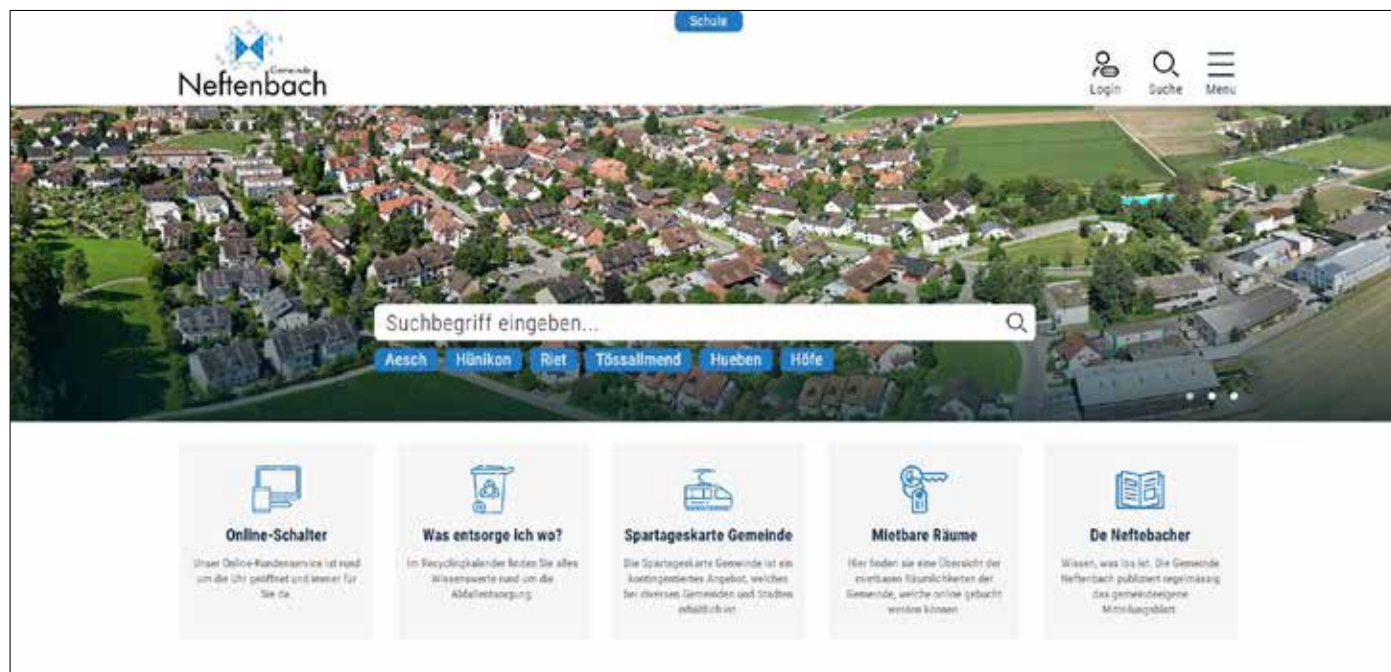 Schule
Gemeinde
Neftenbach
Login
Suche
Menu
Suchbegriff eingeben...
Aesch
Hünikon
Riet
Tössallmend
Hueben
Höfe
Online-Schalter
Unser Online-Kundenservice ist rund
um die Uhr geöffnet und immer für
Sie da
Was entsorge ich wo?
Im Recyclingkalender finden Sie alles
Wissenswerte rund um die
Abfallentsorgung
Spartageskarte Gemeinde
Die Spartageskarte Gemeinde ist ein
kontingentiertes Angebot, welches
bei diversen Gemeinden und Städten
erhältlich ist
Mietbare Räume
Hier finden sie eine Übersicht der
mietbaren Räumlichkeiten der
Gemeinde, welche online gebucht
werden können
De Neftebacher
Wissen, was los ist. Die Gemeinde
Neftenbach publiziert regelmässig
das gemeindeeigene
Mitteilungsblatt